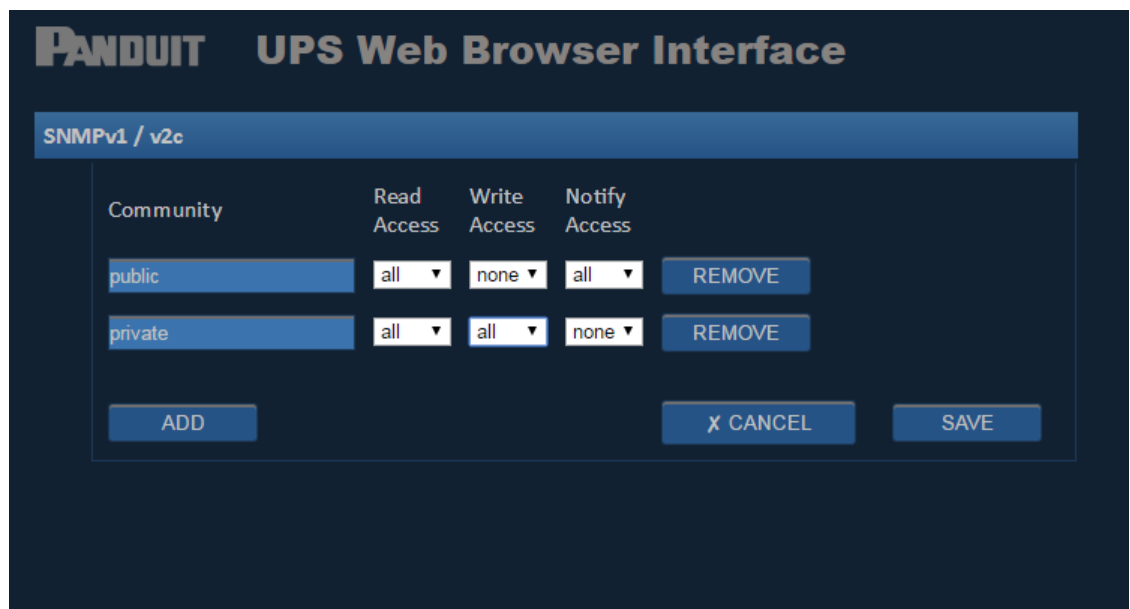 PANDUIT UPS Web Browser Interface
SNMPv1 / v2c
Community Read Access Write Access Notify Access
public all none all REMOVE
private all all none REMOVE
ADD X CANCEL SAVE